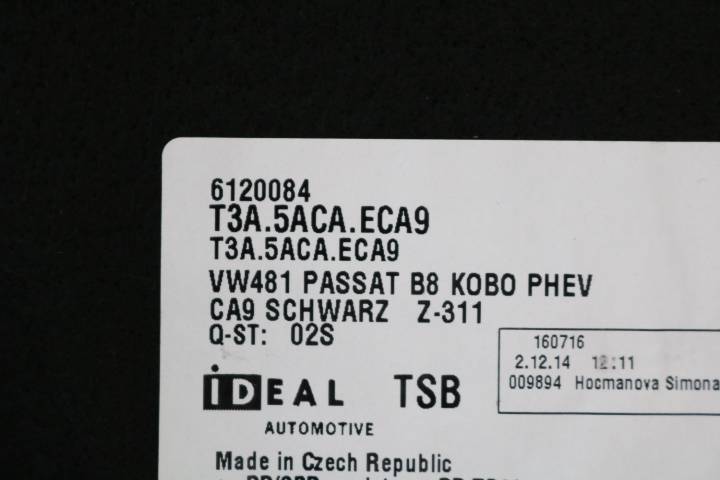 6120084
T3A.5ACA.ECA9
T3A.5ACA.ECA9
VW481 PASSAT B8 KOBO PHEV
CA9 SCHWARZ Z-311
Q-ST: 02S
160716
2.12.14 12:11
009894 Hocmanova Simona
iDEAL TSB
AUTOMOTIVE
Made in Czech Republic